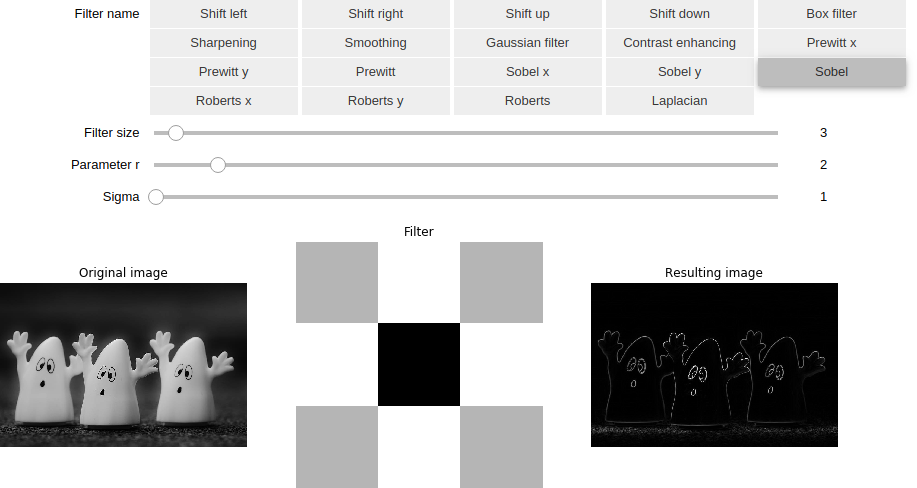 Filter name Shift left Shift right Shift up Shift down Box filter
Sharpening Smoothing Gaussian filter Contrast enhancing Prewitt x
Prewitt y Prewitt Sobel x Sobel y Sobel
Roberts x Roberts y Roberts Laplacian
Filter size 3
Parameter r 2
Sigma 1
Filter
Original image Resulting image